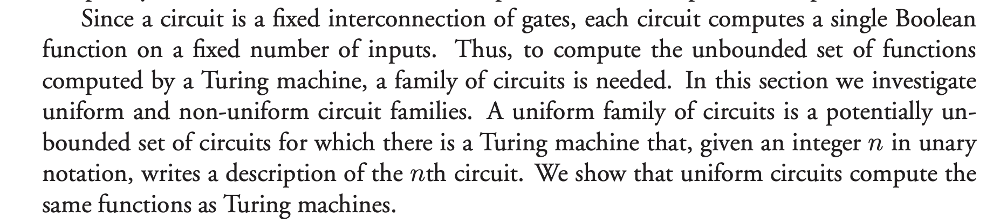 Since a circuit is a fixed interconnection of gates, each circuit computes a single Boolean
function on a fixed number of inputs. Thus, to compute the unbounded set of functions
computed by a Turing machine, a family of circuits is needed. In this section we investigate
uniform and non-uniform circuit families. A uniform family of circuits is a potentially un-
bounded set of circuits for which there is a Turing machine that, given an integer n in unary
notation, writes a description of the nth circuit. We show that uniform circuits compute the
same functions as Turing machines.